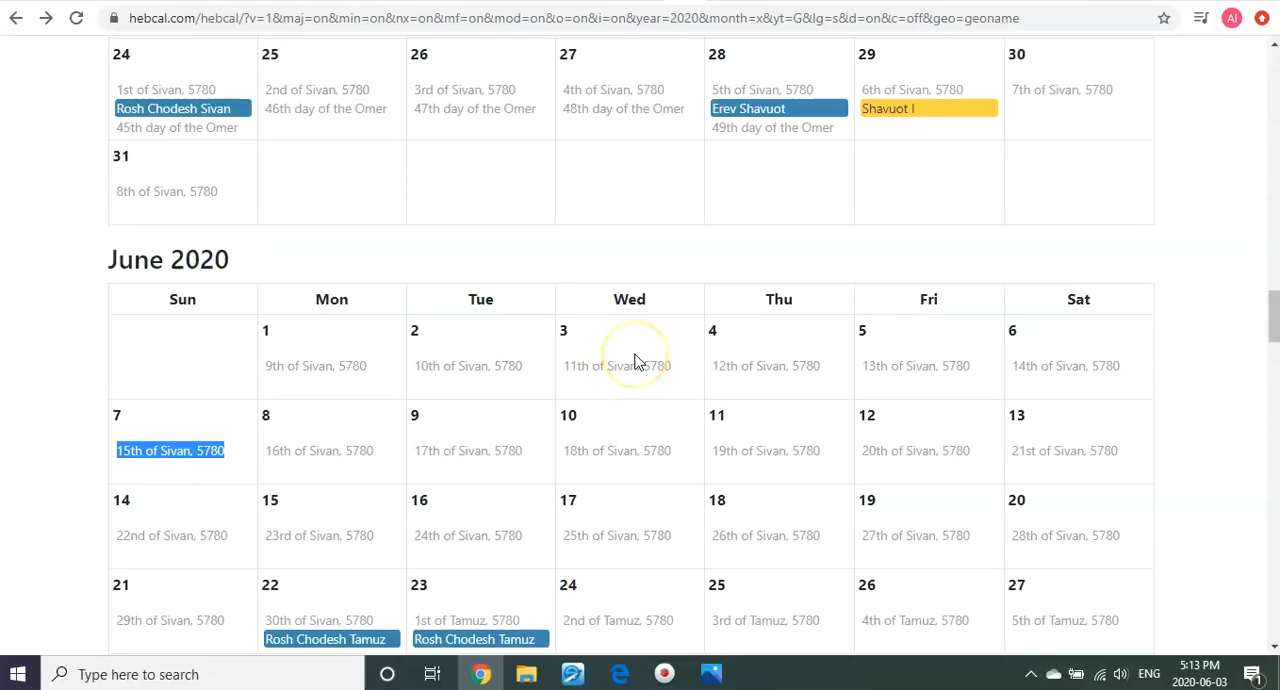 hebcal.com/hebcal/?v=1&maj=on&min=on&nx=on&mf=on&mod=on&o=on&i=on&year=2020&month=x&yt=G&lg=s&d=on&c=off&geo=geoname
AI
24 25 26 27 28 29 30
1st of Sivan, 5780 2nd of Sivan, 5780 3rd of Sivan, 5780 4th of Sivan, 5780 5th of Sivan, 5780 6th of Sivan, 5780 7th of Sivan, 5780
Rosh Chodesh Sivan 46th day of the Omer 47th day of the Omer 48th day of the Omer Erev Shavuot Shavuot I
45th day of the Omer 49th day of the Omer
31
8th of Sivan, 5780
June 2020
Sun Mon Tue Wed Thu Fri Sat
1 2 3 4 5 6
9th of Sivan, 5780 10th of Sivan, 5780 11th of Sivan, 5780 12th of Sivan, 5780 13th of Sivan, 5780 14th of Sivan, 5780
7 8 9 10 11 12 13
15th of Sivan, 5780 16th of Sivan, 5780 17th of Sivan, 5780 18th of Sivan, 5780 19th of Sivan, 5780 20th of Sivan, 5780 21st of Sivan, 5780
14 15 16 17 18 19 20
22nd of Sivan, 5780 23rd of Sivan, 5780 24th of Sivan, 5780 25th of Sivan, 5780 26th of Sivan, 5780 27th of Sivan, 5780 28th of Sivan, 5780
21 22 23 24 25 26 27
29th of Sivan, 5780 30th of Sivan, 5780 1st of Tamuz, 5780 2nd of Tamuz, 5780 3rd of Tamuz, 5780 4th of Tamuz, 5780 5th of Tamuz, 5780
Rosh Chodesh Tamuz Rosh Chodesh Tamuz
Type here to search
ENG
5:13 PM
2020-06-03
1